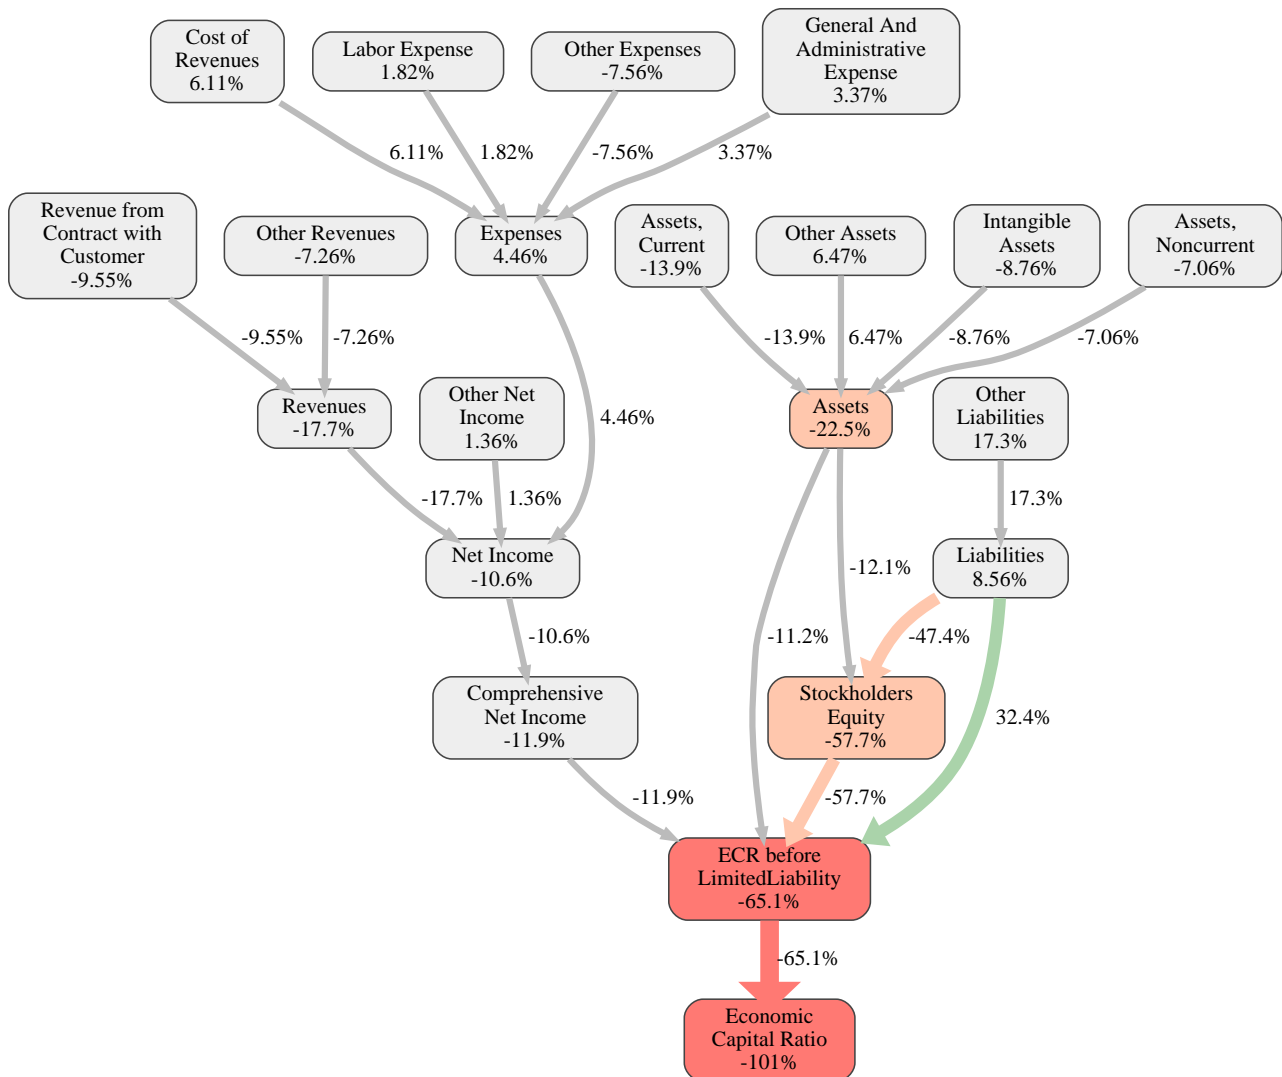 Cost of
Revenues
6.11%
Labor Expense
1.82%
Other Expenses
-7.56%
General And
Administrative
Expense
3.37%
6.11%
1.82%
-7.56%
3.37%
Revenue from
Contract with
Customer
-9.55%
Other Revenues
-7.26%
Expenses
4.46%
Assets,
Current
-13.9%
Other Assets
6.47%
Intangible
Assets
-8.76%
Assets,
Noncurrent
-7.06%
-9.55%
-7.26%
-13.9%
6.47%
-8.76%
-7.06%
Revenues
-17.7%
Other Net
Income
1.36%
4.46%
Assets
-22.5%
Other
Liabilities
17.3%
-17.7%
1.36%
17.3%
Net Income
-10.6%
-12.1%
Liabilities
8.56%
-10.6%
-11.2%
-47.4%
Comprehensive
Net Income
-11.9%
Stockholders
Equity
-57.7%
32.4%
-11.9%
-57.7%
ECR before
LimitedLiability
-65.1%
-65.1%
Economic
Capital Ratio
-101%